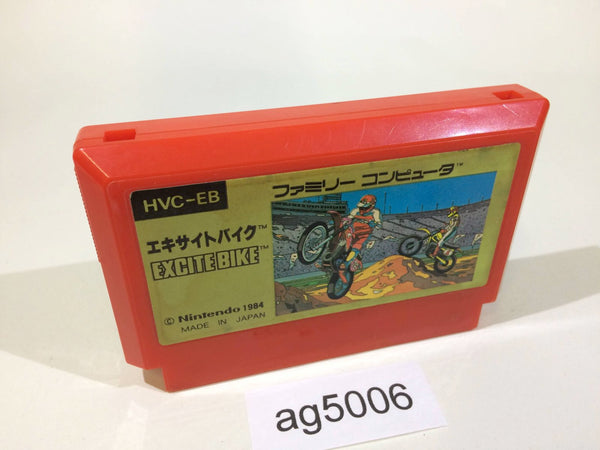 HVC-EB
ファミリー コンピュータ™
エキサイトバイク™
EXCITEBIKE™
© Nintendo 1984
MADE IN JAPAN
ag5006